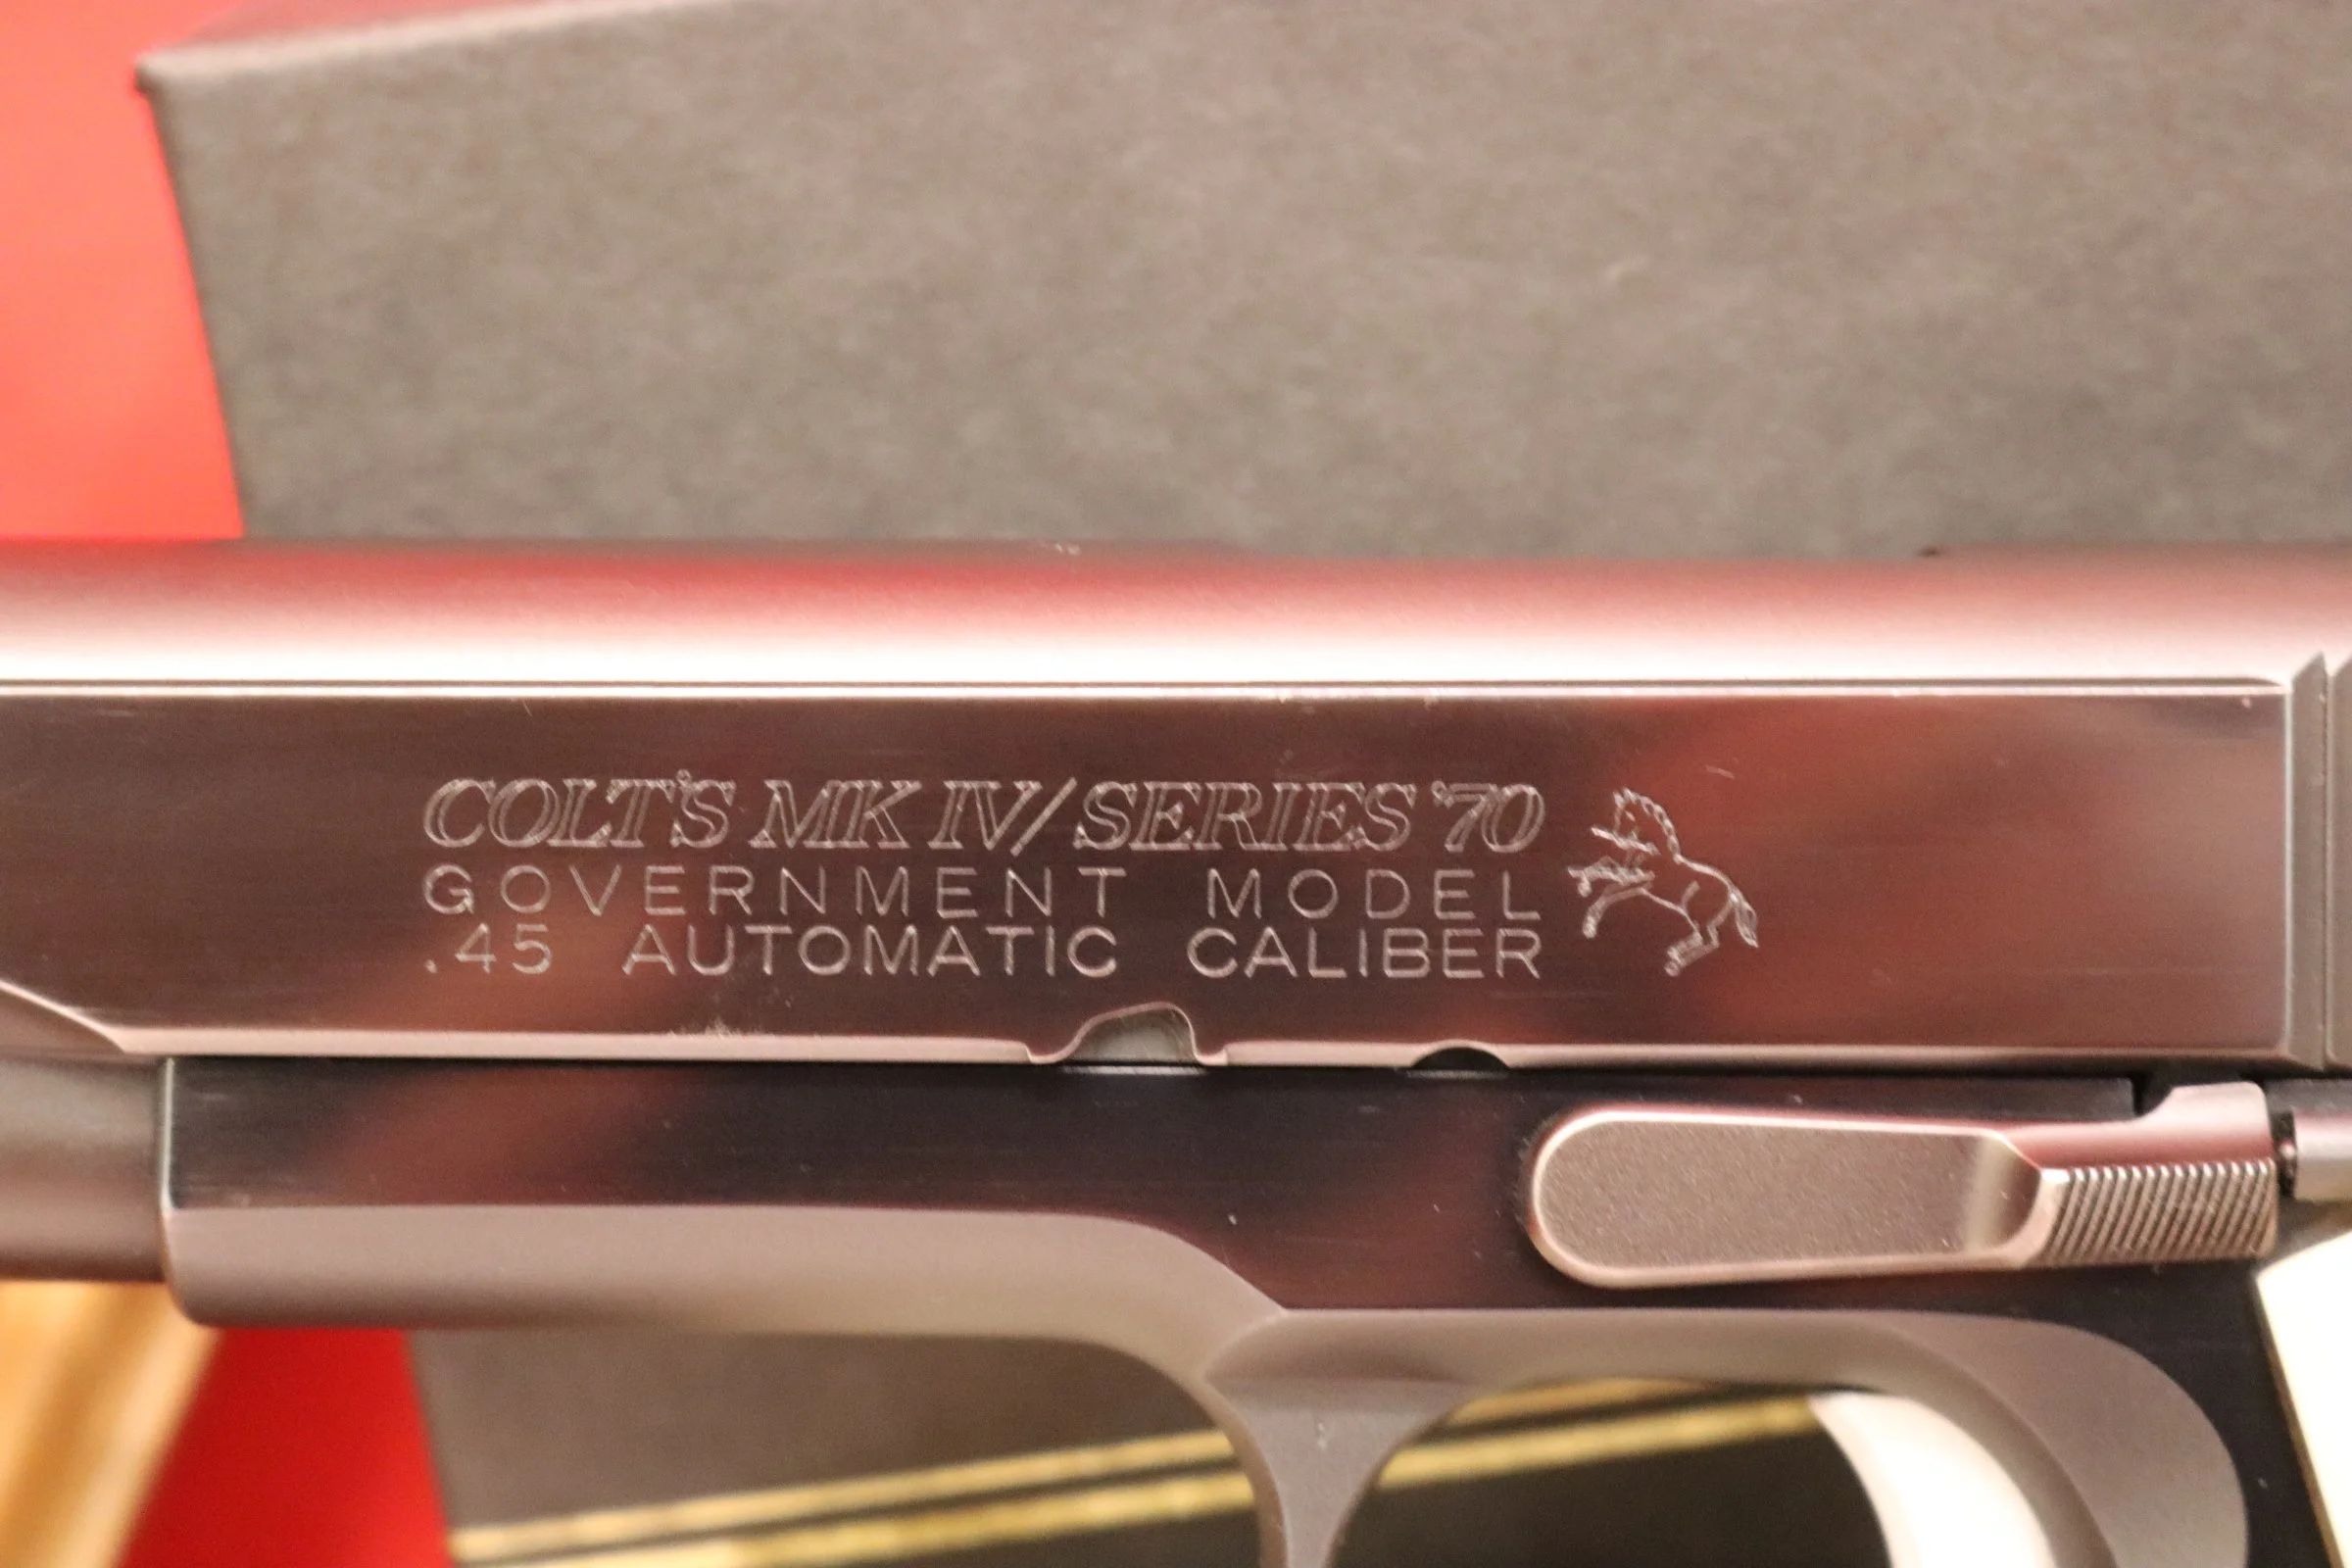 COLT'S MK IV/SERIES '70
GOVERNMENT MODEL
.45 AUTOMATIC CALIBER